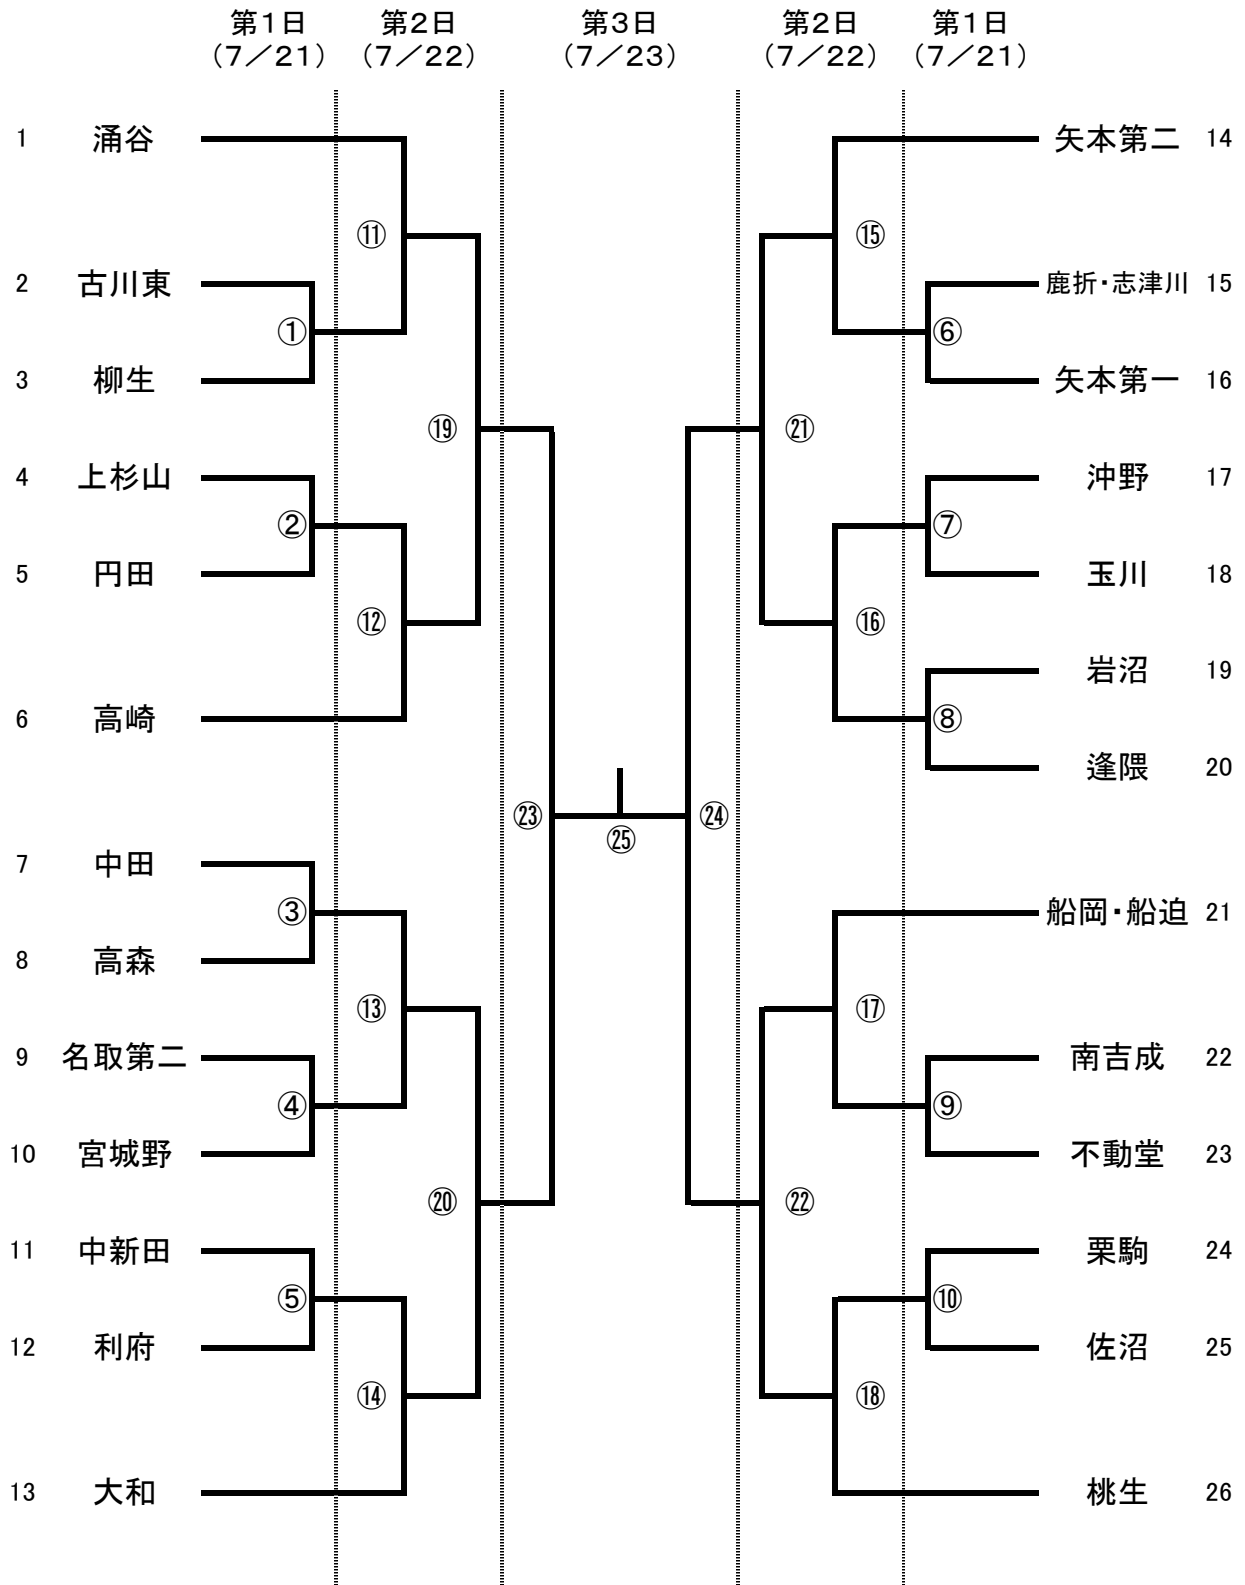 第1日 第2日 第3日 第2日 第1日
（7／21） （7／22） （7／23） （7／22） （7／21）
1 涌谷 矢本第二 14
⑪ ⑮
2 古川東 鹿折・志津川 15
① ⑥
3 柳生 矢本第一 16
⑲ ㉑
4 上杉山 沖野 17
② ⑦
5 円田 玉川 18
⑫ ⑯
岩沼 19
6 高崎 ⑧
逢隈 20
㉓ ㉔
㉕
7 中田
③ 船岡・船迫 21
8 高森
⑬ ⑰
9 名取第二 南吉成 22
④ ⑨
10 宮城野 不動堂 23
⑳ ㉒
11 中新田 栗駒 24
⑤ ⑩
12 利府 佐沼 25
⑭ ⑱
13 大和 桃生 26